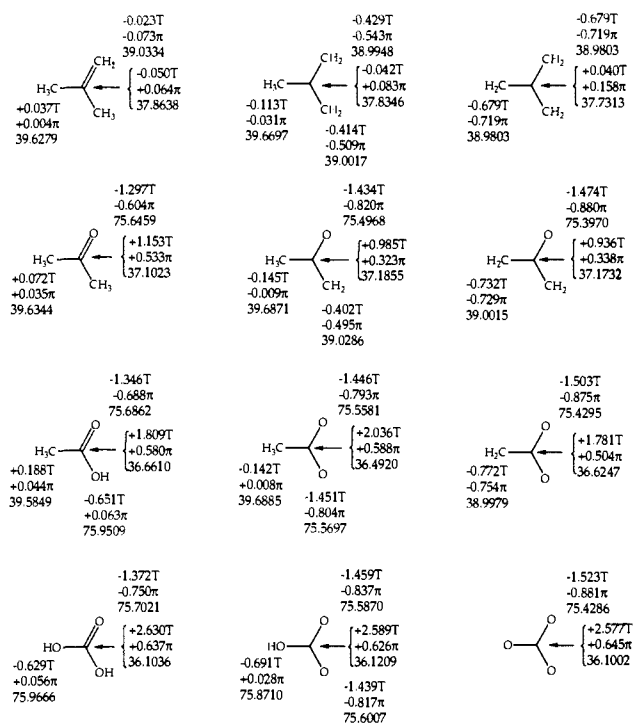 -0.023T
-0.073π
39.0334
CH₂
H₃C
-0.050T
+0.064π
37.8638
CH₃
+0.037T
+0.004π
39.6279
-0.429T
-0.543π
38.9948
CH₂
H₃C
-0.042T
+0.083π
37.8346
CH₂
-0.113T
-0.031π
39.6697
-0.414T
-0.509π
39.0017
-0.679T
-0.719π
38.9803
CH₂
H₂C
+0.040T
+0.158π
37.7313
CH₂
-0.679T
-0.719π
38.9803
-1.297T
-0.604π
75.6459
O
H₃C
+1.153T
+0.533π
37.1023
CH₃
+0.072T
+0.035π
39.6344
-1.434T
-0.820π
75.4968
O
H₃C
+0.985T
+0.323π
37.1855
CH₂
-0.145T
-0.009π
39.6871
-0.402T
-0.495π
39.0286
-1.474T
-0.880π
75.3970
O
H₂C
+0.936T
+0.338π
37.1732
CH₂
-0.732T
-0.729π
39.0015
-1.346T
-0.688π
75.6862
O
H₃C
+1.809T
+0.580π
36.6610
OH
+0.188T
+0.044π
39.5849
-0.651T
+0.063π
75.9509
-1.446T
-0.793π
75.5581
O
H₃C
+2.036T
+0.588π
36.4920
O
-0.142T
+0.008π
39.6885
-1.451T
-0.804π
75.5697
-1.503T
-0.875π
75.4295
O
H₂C
+1.781T
+0.504π
36.6247
O
-0.772T
-0.754π
38.9979
-1.372T
-0.750π
75.7021
O
HO
+2.630T
+0.637π
36.1036
OH
-0.629T
+0.056π
75.9666
-1.459T
-0.837π
75.5870
O
HO
+2.589T
+0.626π
36.1209
O
-0.691T
+0.028π
75.8710
-1.439T
-0.817π
75.6007
-1.523T
-0.881π
75.4286
O
O
+2.577T
+0.645π
36.1002
O